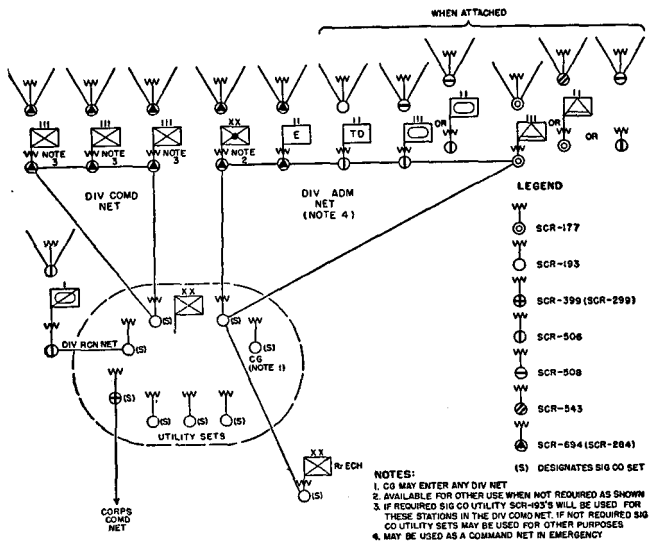 WHEN ATTACHED
III
III
III
XX
II
II
II
III
II
III
E
TD
OR
OR
OR
OR
NOTE 3
NOTE 3
NOTE 3
NOTE 2
DIV COMD NET
DIV ADM NET (NOTE 4)
I
XX
(S)
(S)
DIV RCN NET
(S)
(S)
CG (NOTE 1)
(S)
(S)
(S)
(S)
UTILITY SETS
XX
Rr ECH
(S)
CORPS COMD NET
LEGEND
SCR-177
SCR-193
SCR-399 (SCR-299)
SCR-506
SCR-508
SCR-543
SCR-694 (SCR-284)
(S) DESIGNATES SIG CO SET
NOTES:
1. CG MAY ENTER ANY DIV NET
2. AVAILABLE FOR OTHER USE WHEN NOT REQUIRED AS SHOWN
3. IF REQUIRED SIG CO UTILITY SCR-193'S WILL BE USED FOR
THESE STATIONS IN THE DIV COMD NET. IF NOT REQUIRED SIG
CO UTILITY SETS MAY BE USED FOR OTHER PURPOSES
4. MAY BE USED AS A COMMAND NET IN EMERGENCY